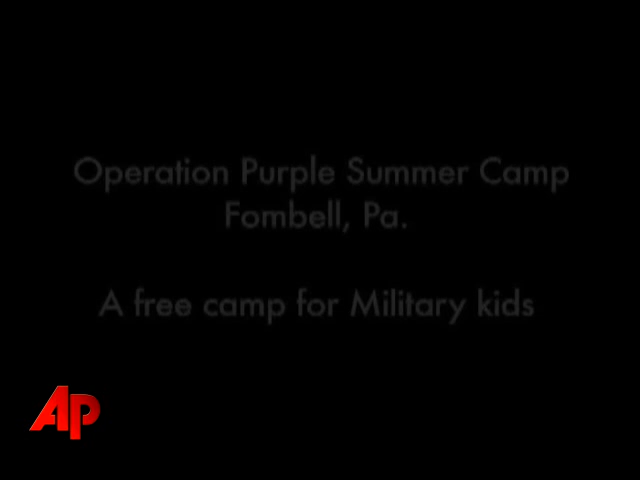 Operation Purple Summer Camp
Fombell, Pa.
A free camp for Military kids
AP